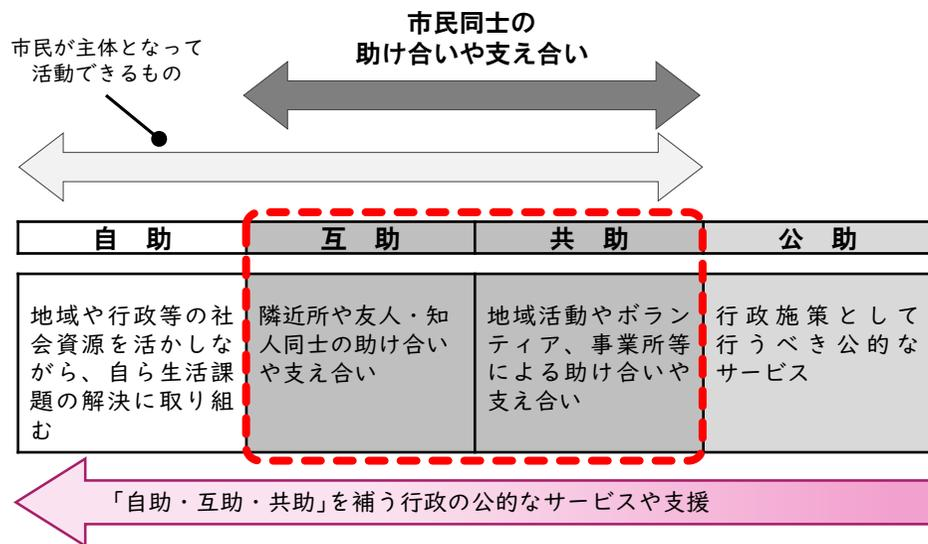 市民同士の
助け合いや支え合い
市民が主体となって
活動できるもの
自 助
互 助
共 助
公 助
地域や行政等の社
会資源を活かしな
がら、自ら生活課
題の解決に取り組
む
隣近所や友人・知
人同士の助け合い
や支え合い
地域活動やボラン
ティア、事業所等
による助け合いや
支え合い
行政施策として
行うべき公的な
サービス
「自助・互助・共助」を補う行政の公的なサービスや支援